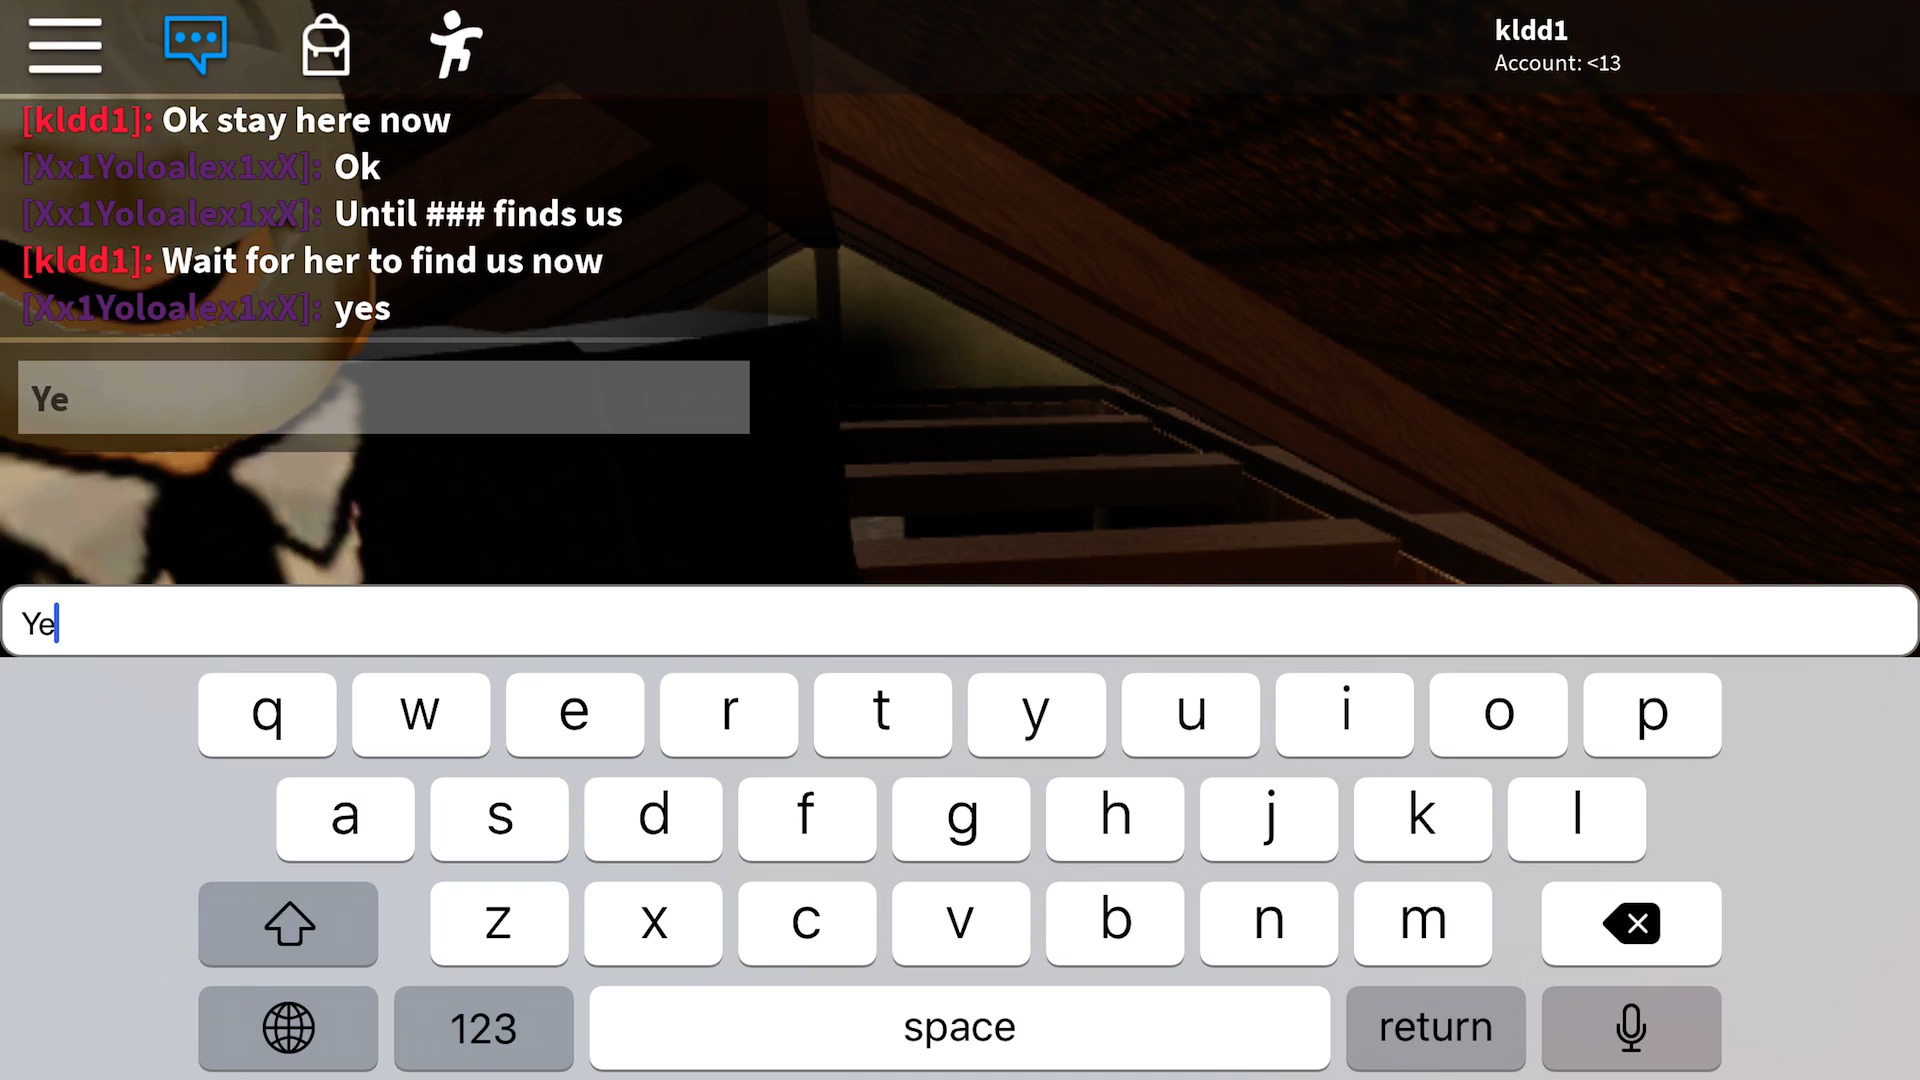 kldd1
Account: <13
[kldd1]: Ok stay here now
[Xx1Yoloalex1xX]: Ok
[Xx1Yoloalex1xX]: Until ### finds us
[kldd1]: Wait for her to find us now
[Xx1Yoloalex1xX]: yes
Ye
Ye
q w e r t y u i o p
a s d f g h j k l
z x c v b n m
123 space return